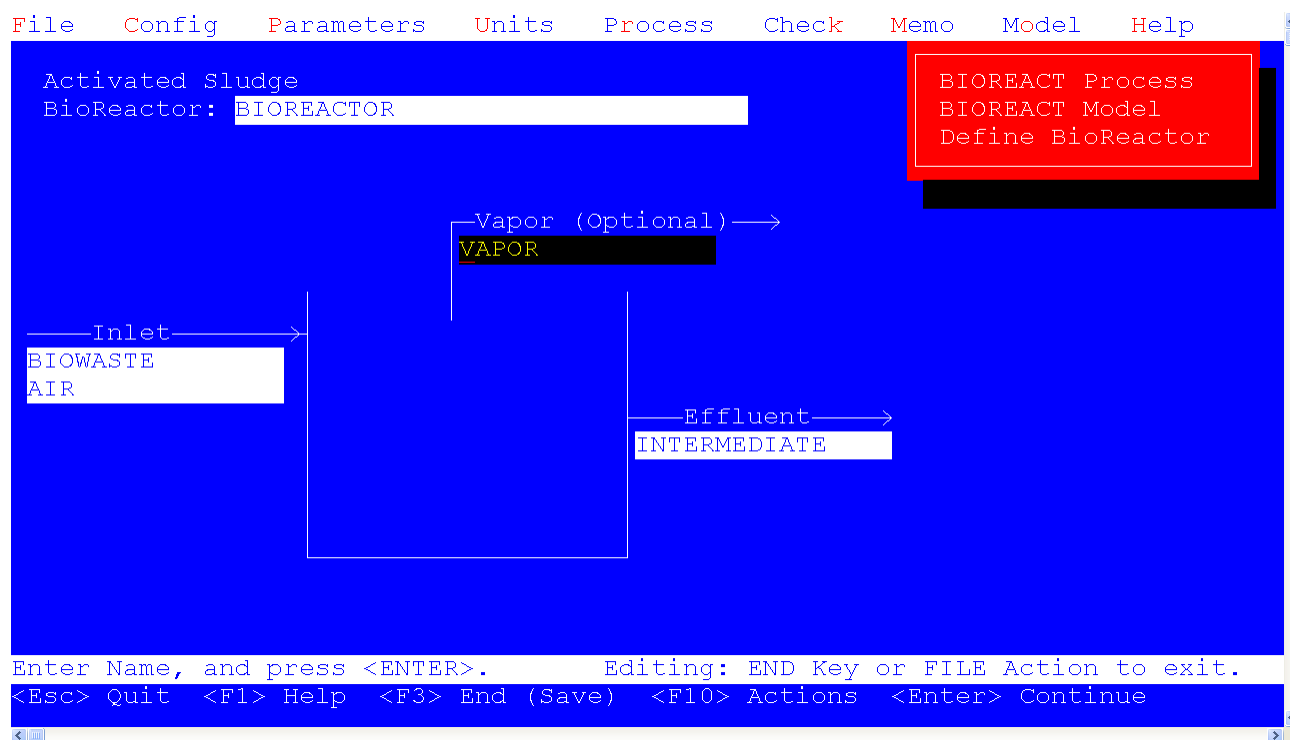 File Config Parameters Units Process Check Memo Model Help
Activated Sludge
BioReactor: BIOREACTOR
BIOREACT Process
BIOREACT Model
Define BioReactor
Vapor (Optional)
VAPOR
Inlet
BIOWASTE
AIR
Effluent
INTERMEDIATE
Enter Name, and press <ENTER>. Editing: END Key or FILE Action to exit.
<Esc> Quit <F1> Help <F3> End (Save) <F10> Actions <Enter> Continue